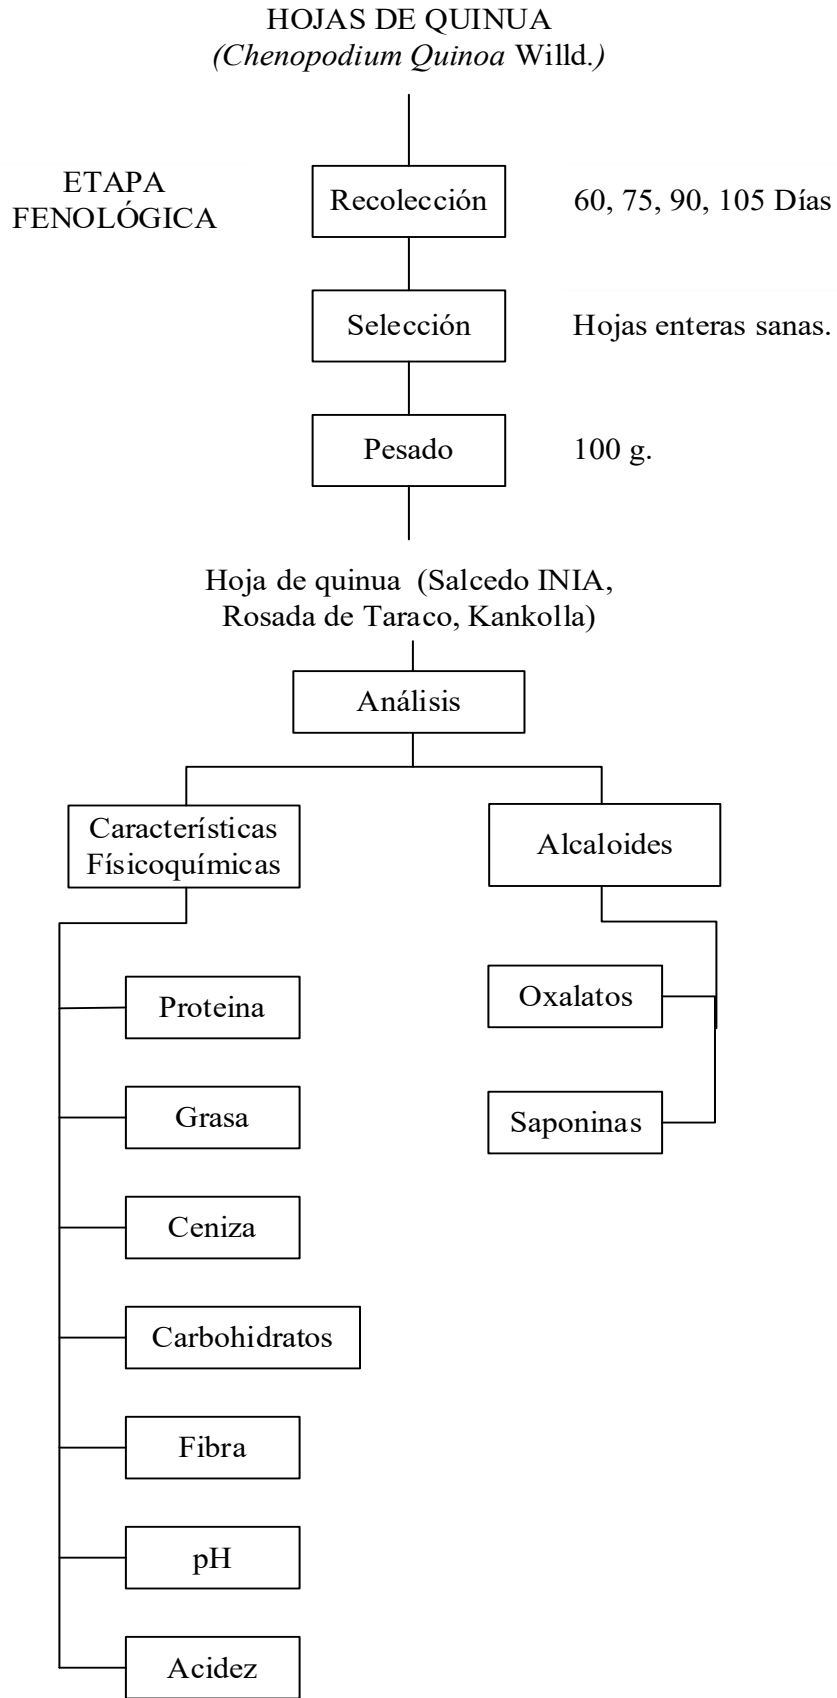 HOJAS DE QUINUA
(Chenopodium Quinoa Willd.)
ETAPA
FENOLÓGICA
Recolección
60, 75, 90, 105 Días
Selección
Hojas enteras sanas.
Pesado
100 g.
Hoja de quinua (Salcedo INIA,
Rosada de Taraco, Kankolla)
Análisis
Características
Físicoquímicas
Alcaloides
Proteina
Oxalatos
Grasa
Saponinas
Ceniza
Carbohidratos
Fibra
pH
Acidez